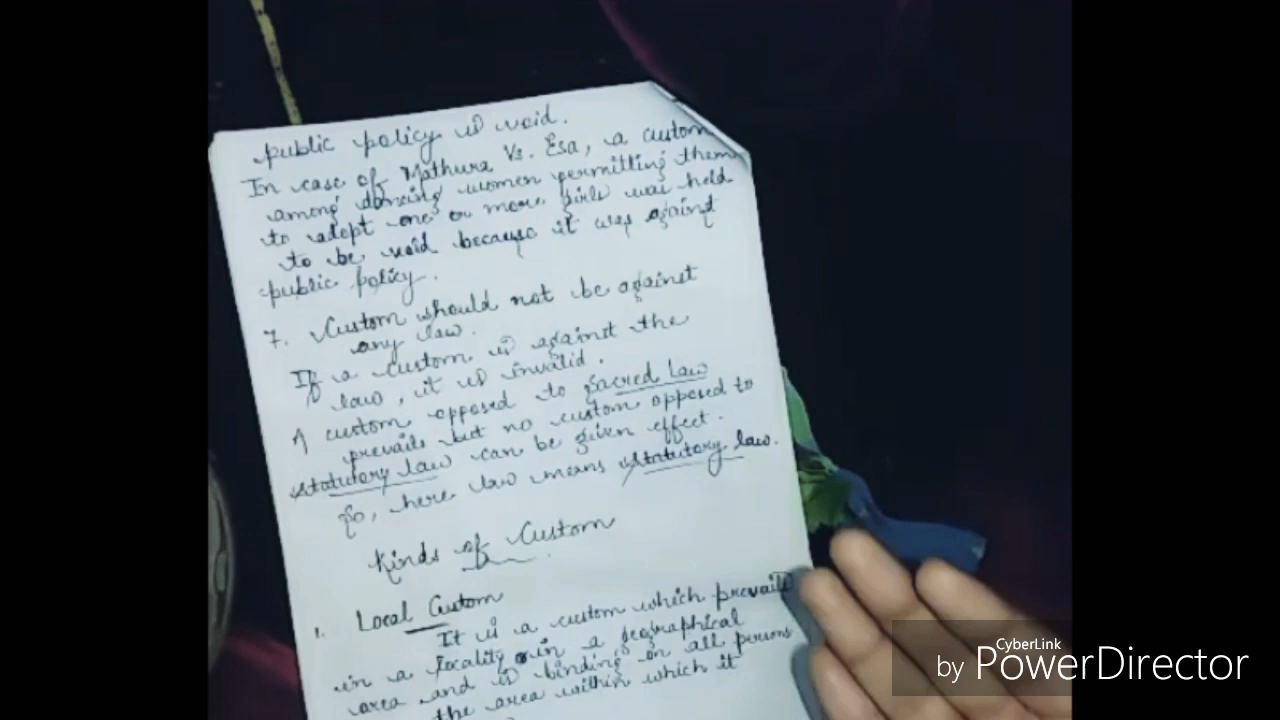 public policy is void.
In case of Mathura Vs. Esa, a custom
among dancing women permitting them
to adopt one or more girls was held
to be void because it was against
public policy.
7. Custom should not be against
any law.
If a custom is against the
law, it is invalid.
A custom opposed to sacred law
prevails but no custom opposed to
statutory law can be given effect.
So, here law means statutory law.
Kinds of Custom
1. Local Custom
It is a custom which prevails
in a locality or in a geographical
area and is binding on all persons
the area within which it
CyberLink
by PowerDirector